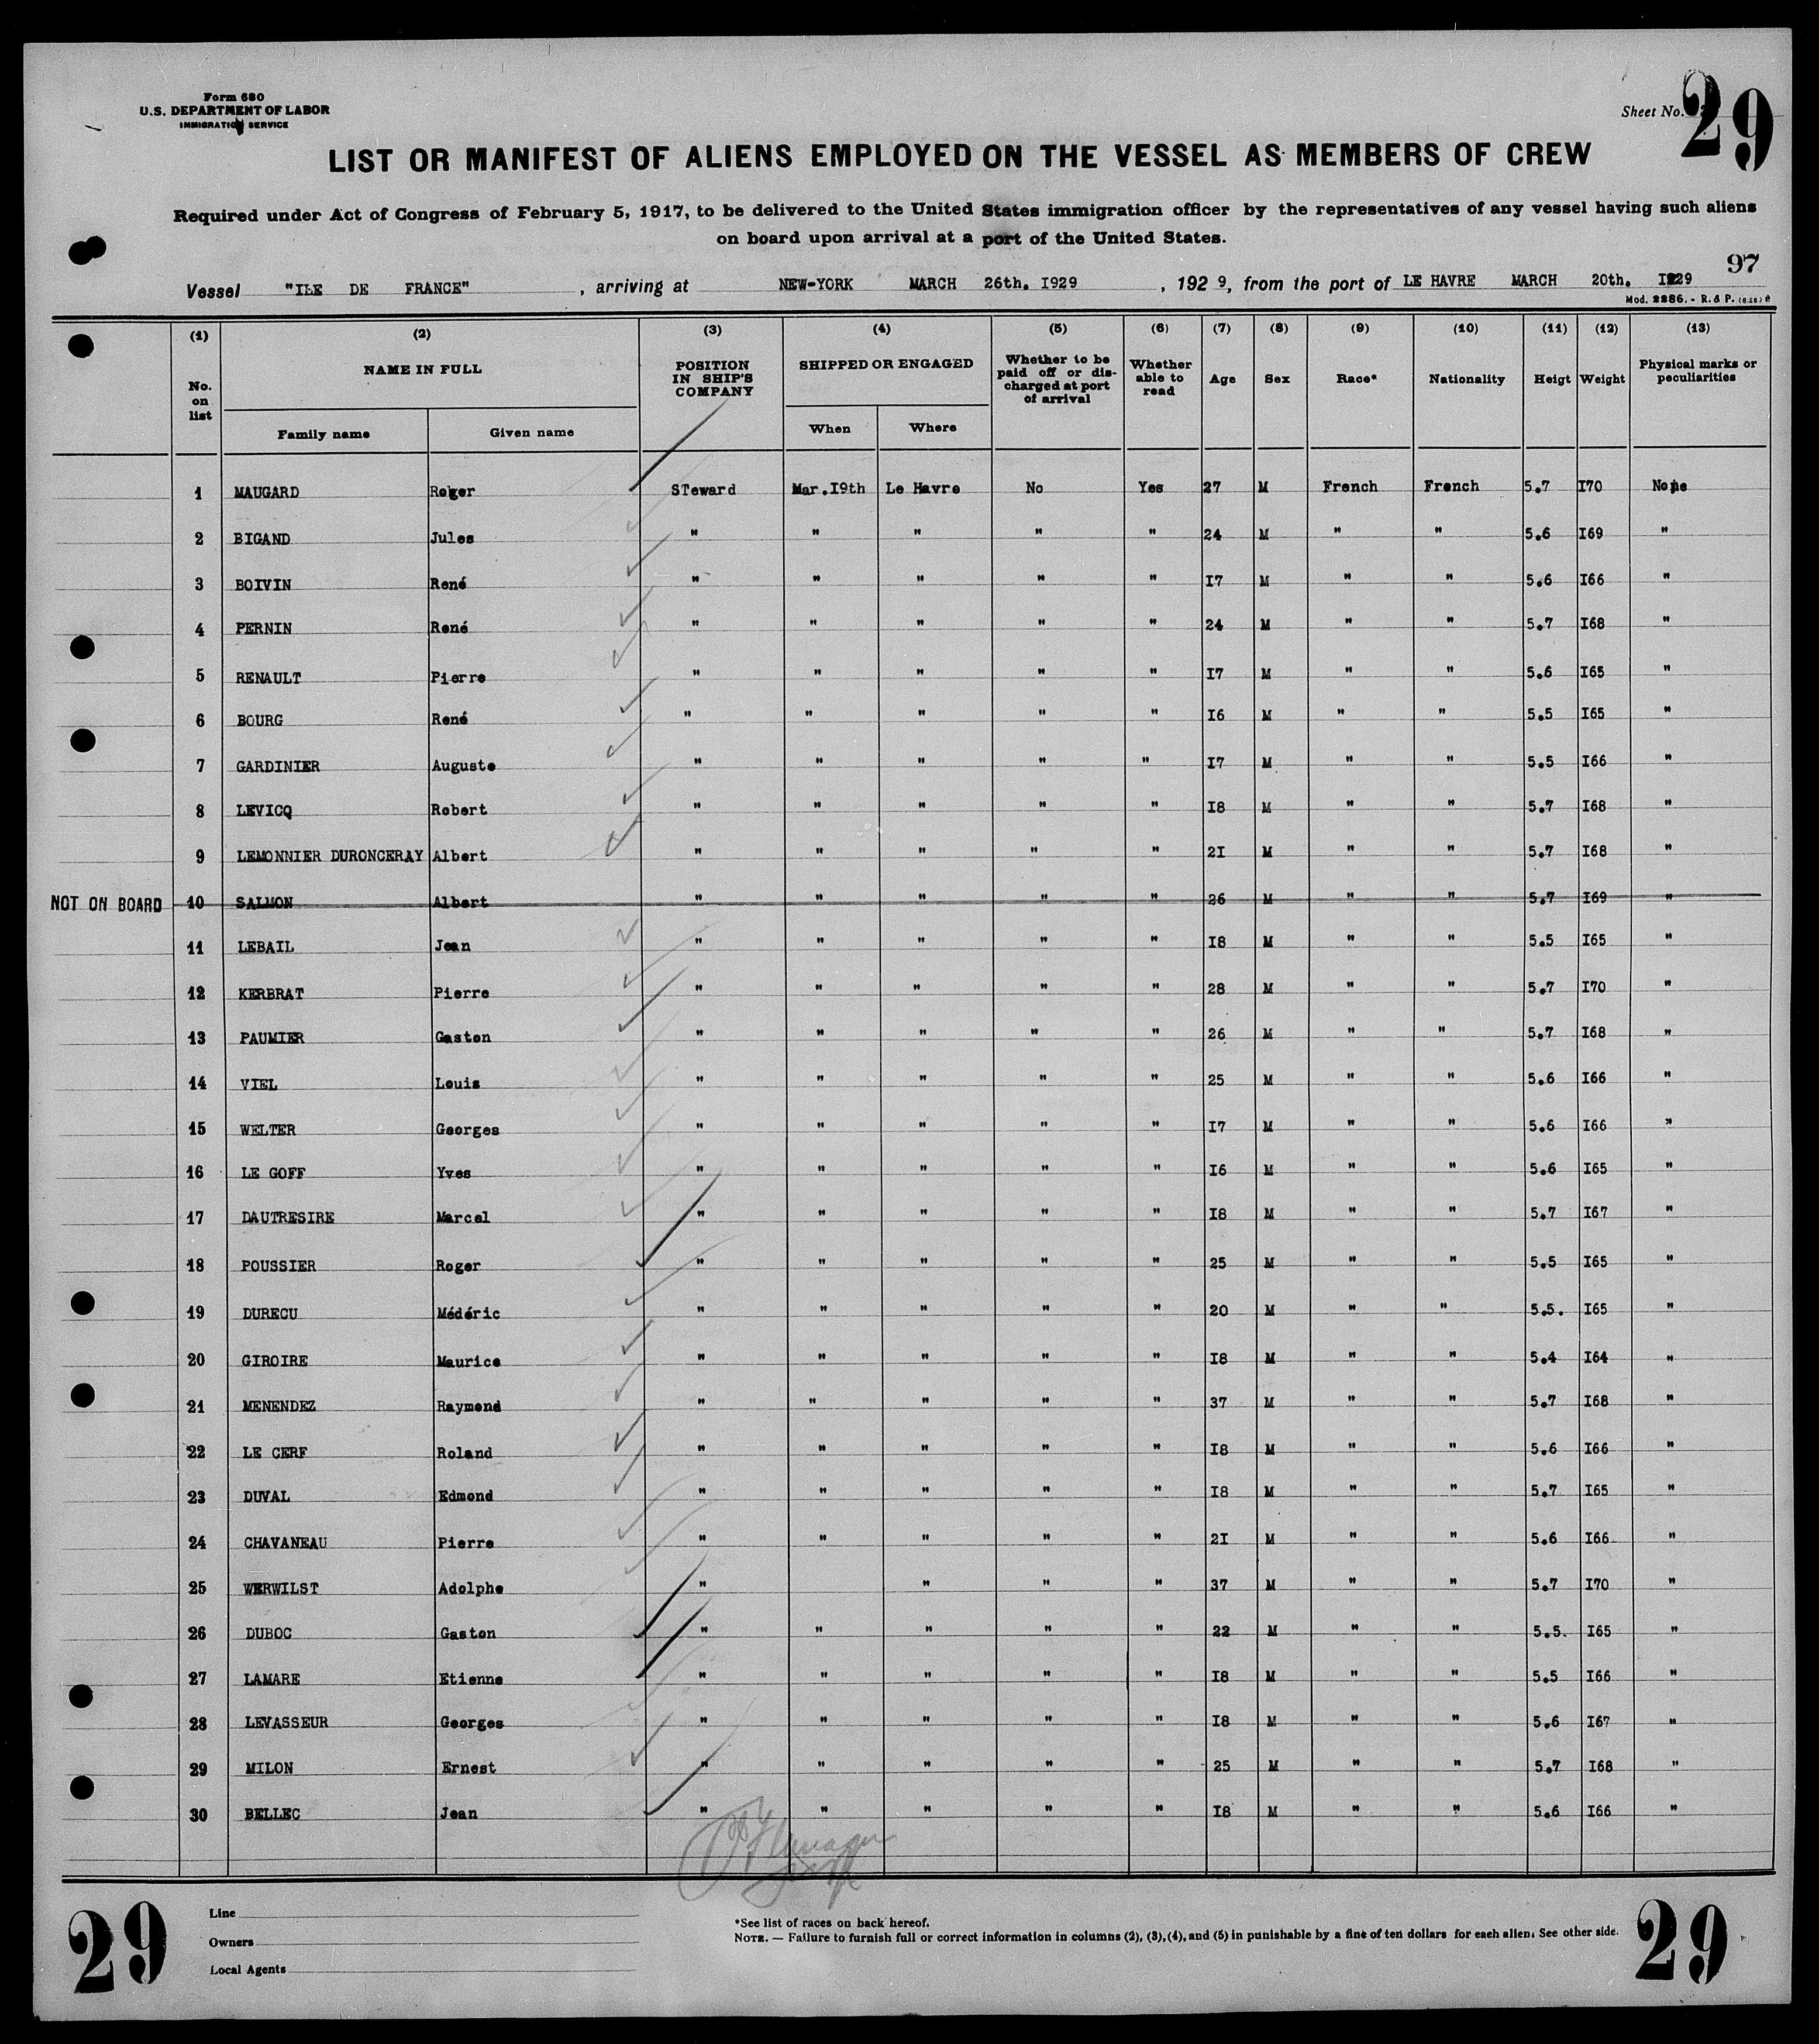 Form 680
U.S. DEPARTMENT OF LABOR
IMMIGRATION SERVICE
Sheet No. 29
LIST OR MANIFEST OF ALIENS EMPLOYED ON THE VESSEL AS MEMBERS OF CREW
Required under Act of Congress of February 5, 1917, to be delivered to the United States immigration officer by the representatives of any vessel having such aliens
on board upon arrival at a port of the United States.
97
Vessel "ILE DE FRANCE" , arriving at NEW-YORK MARCH 26th. I929 , 192 9, from the port of LE HAVRE MARCH 20th. I929
Mod. 2286. - R. & P. (8.28)
(1) (2) (3) (4) (5) (6) (7) (8) (9) (10) (11) (12) (13)
No. on list NAME IN FULL POSITION IN SHIP'S COMPANY SHIPPED OR ENGAGED Whether to be paid off or discharged at port of arrival Whether able to read Age Sex Race* Nationality Heigt Weight Physical marks or peculiarities
Family name Given name When Where
1 MAUGARD Roger STeward Mar.I9th Le Havre No Yes 27 M French French 5.7 I70 None
2 BIGAND Jules " " " " " 24 M " " 5.6 I69 "
3 BOIVIN René " " " " " I7 M " " 5.6 I66 "
4 PERNIN René " " " " " 24 M " " 5.7 I68 "
5 RENAULT Pierre " " " " " I7 M " " 5.6 I65 "
6 BOURG René " " " " " I6 M " " 5.5 I65 "
7 GARDINIER Auguste " " " " " I7 M " " 5.5 I66 "
8 LEVICQ Robert " " " " " I8 M " " 5.7 I68 "
9 LEMONNIER DURONCERAY Albert " " " " " 2I M " " 5.7 I68 "
NOT ON BOARD 10 SALMON Albert " " " " " 26 M " " 5.7 I69 "
11 LEBAIL Jean " " " " " I8 M " " 5.5 I65 "
12 KERBRAT Pierre " " " " " 28 M " " 5.7 I70 "
13 PAUMIER Gaston " " " " " 26 M " " 5.7 I68 "
14 VIEL Louis " " " " " 25 M " " 5.6 I66 "
15 WELTER Georges " " " " " I7 M " " 5.6 I66 "
16 LE GOFF Yves " " " " " I6 M " " 5.6 I65 "
17 DAUTRESIRE Marcel " " " " " I8 M " " 5.7 I67 "
18 POUSSIER Roger " " " " " 25 M " " 5.5 I65 "
19 DURECU Médéric " " " " " 20 M " " 5.5. I65 "
20 GIROIRE Maurice " " " " " I8 M " " 5.4 I64 "
21 MENENDEZ Raymond " " " " " 37 M " " 5.7 I68 "
22 LE CERF Roland " " " " " I8 M " " 5.6 I66 "
23 DUVAL Edmond " " " " " I8 M " " 5.7 I65 "
24 CHAVANEAU Pierre " " " " " 2I M " " 5.6 I66 "
25 WERWILST Adolphe " " " " 37 M " " 5.7 I70 "
26 DUBOC Gaston " " " " " 22 M " " 5.5. I65 "
27 LAMARE Etienne " " " " " I8 M " " 5.5 I66 "
28 LEVASSEUR Georges " " " " " I8 M " " 5.6 I67 "
29 MILON Ernest " " " " " 25 M " " 5.7 I68 "
30 BELLEC Jean " " " " " I8 M " " 5.6 I66 "
29
Line
Owners
Local Agents
*See list of races on back hereof.
NOTE. — Failure to furnish full or correct information in columns (2), (3), (4), and (5) in punishable by a fine of ten dollars for each alien. See other side.
29